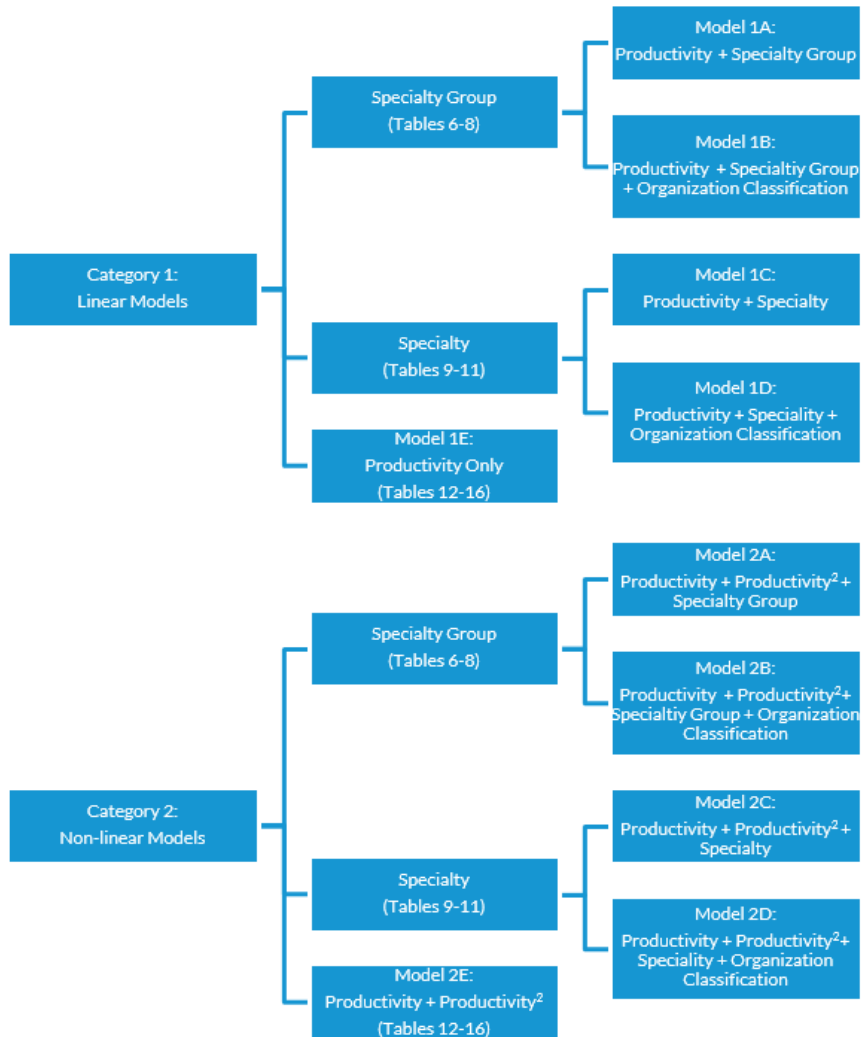 Model 1A:
Productivity + Specialty Group
Specialty Group
(Tables 6-8)
Model 1B:
Productivity + Specialtiy Group
+ Organization Classification
Category 1:
Linear Models
Model 1C:
Productivity + Specialty
Specialty
(Tables 9-11)
Model 1D:
Productivity + Speciality +
Organization Classification
Model 1E:
Productivity Only
(Tables 12-16)
Model 2A:
Productivity + Productivity² +
Specialty Group
Specialty Group
(Tables 6-8)
Model 2B:
Productivity + Productivity²+
Specialtiy Group + Organization
Classification
Category 2:
Non-linear Models
Model 2C:
Productivity + Productivity² +
Specialty
Specialty
(Tables 9-11)
Model 2D:
Productivity + Productivity²+
Speciality + Organization
Classification
Model 2E:
Productivity + Productivity²
(Tables 12-16)